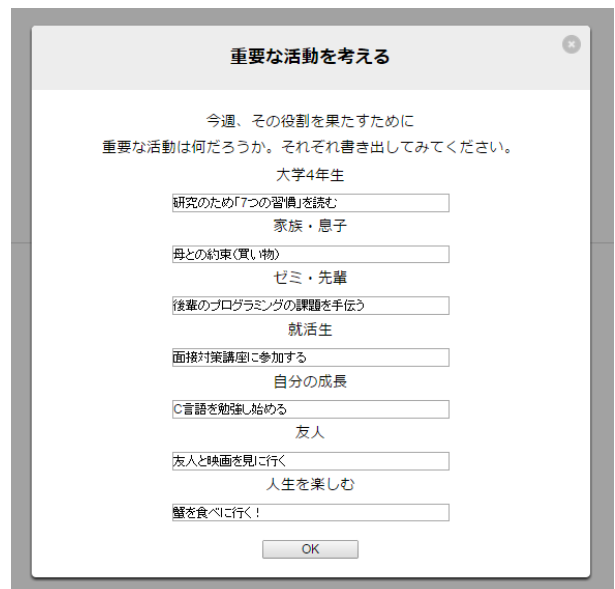 重要な活動を考える
今週、その役割を果たすために
重要な活動は何だろうか。それぞれ書き出してみてください。
大学4年生
研究のため「7つの習慣」を読む
家族・息子
母との約束(買い物)
ゼミ・先輩
後輩のプログラミングの課題を手伝う
就活生
面接対策講座に参加する
自分の成長
C言語を勉強し始める
友人
友人と映画を見に行く
人生を楽しむ
蟹を食べに行く！
OK